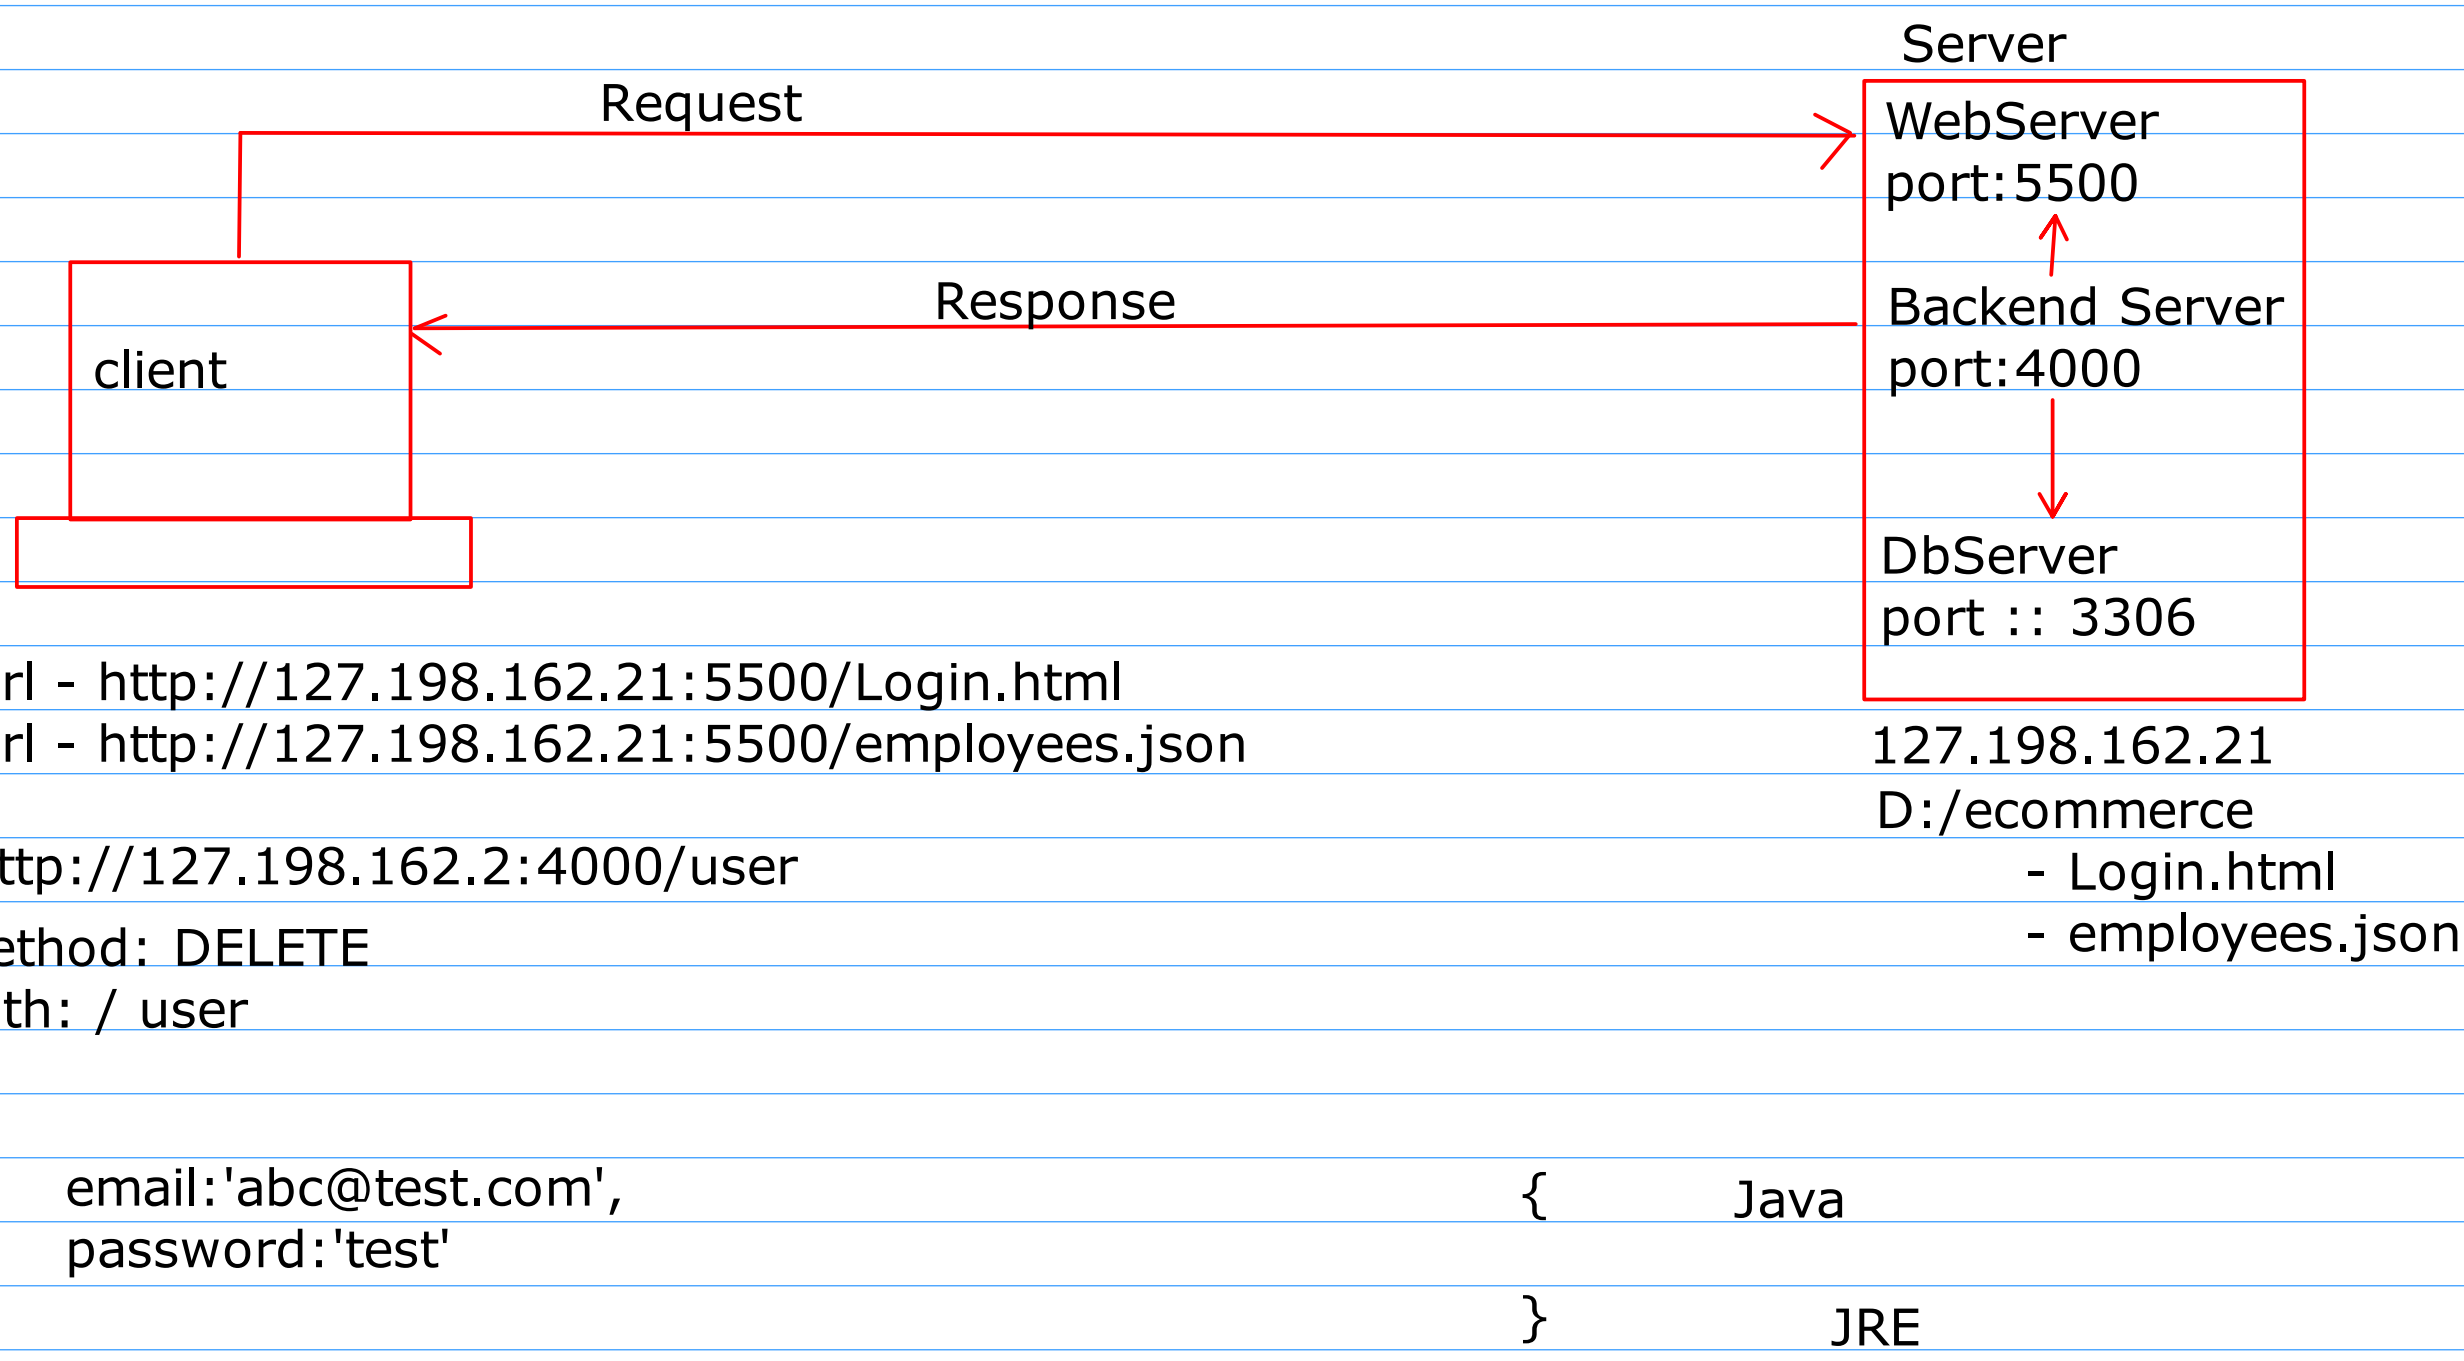 Server
Request
WebServer
port:5500
Response
Backend Server
port:4000
client
DbServer
port :: 3306
rl - http://127.198.162.21:5500/Login.html
rl - http://127.198.162.21:5500/employees.json
127.198.162.21
D:/ecommerce
- Login.html
- employees.json
ttp://127.198.162.2:4000/user
ethod: DELETE
th: / user
email:'abc@test.com',
password:'test'
{
Java
}
JRE